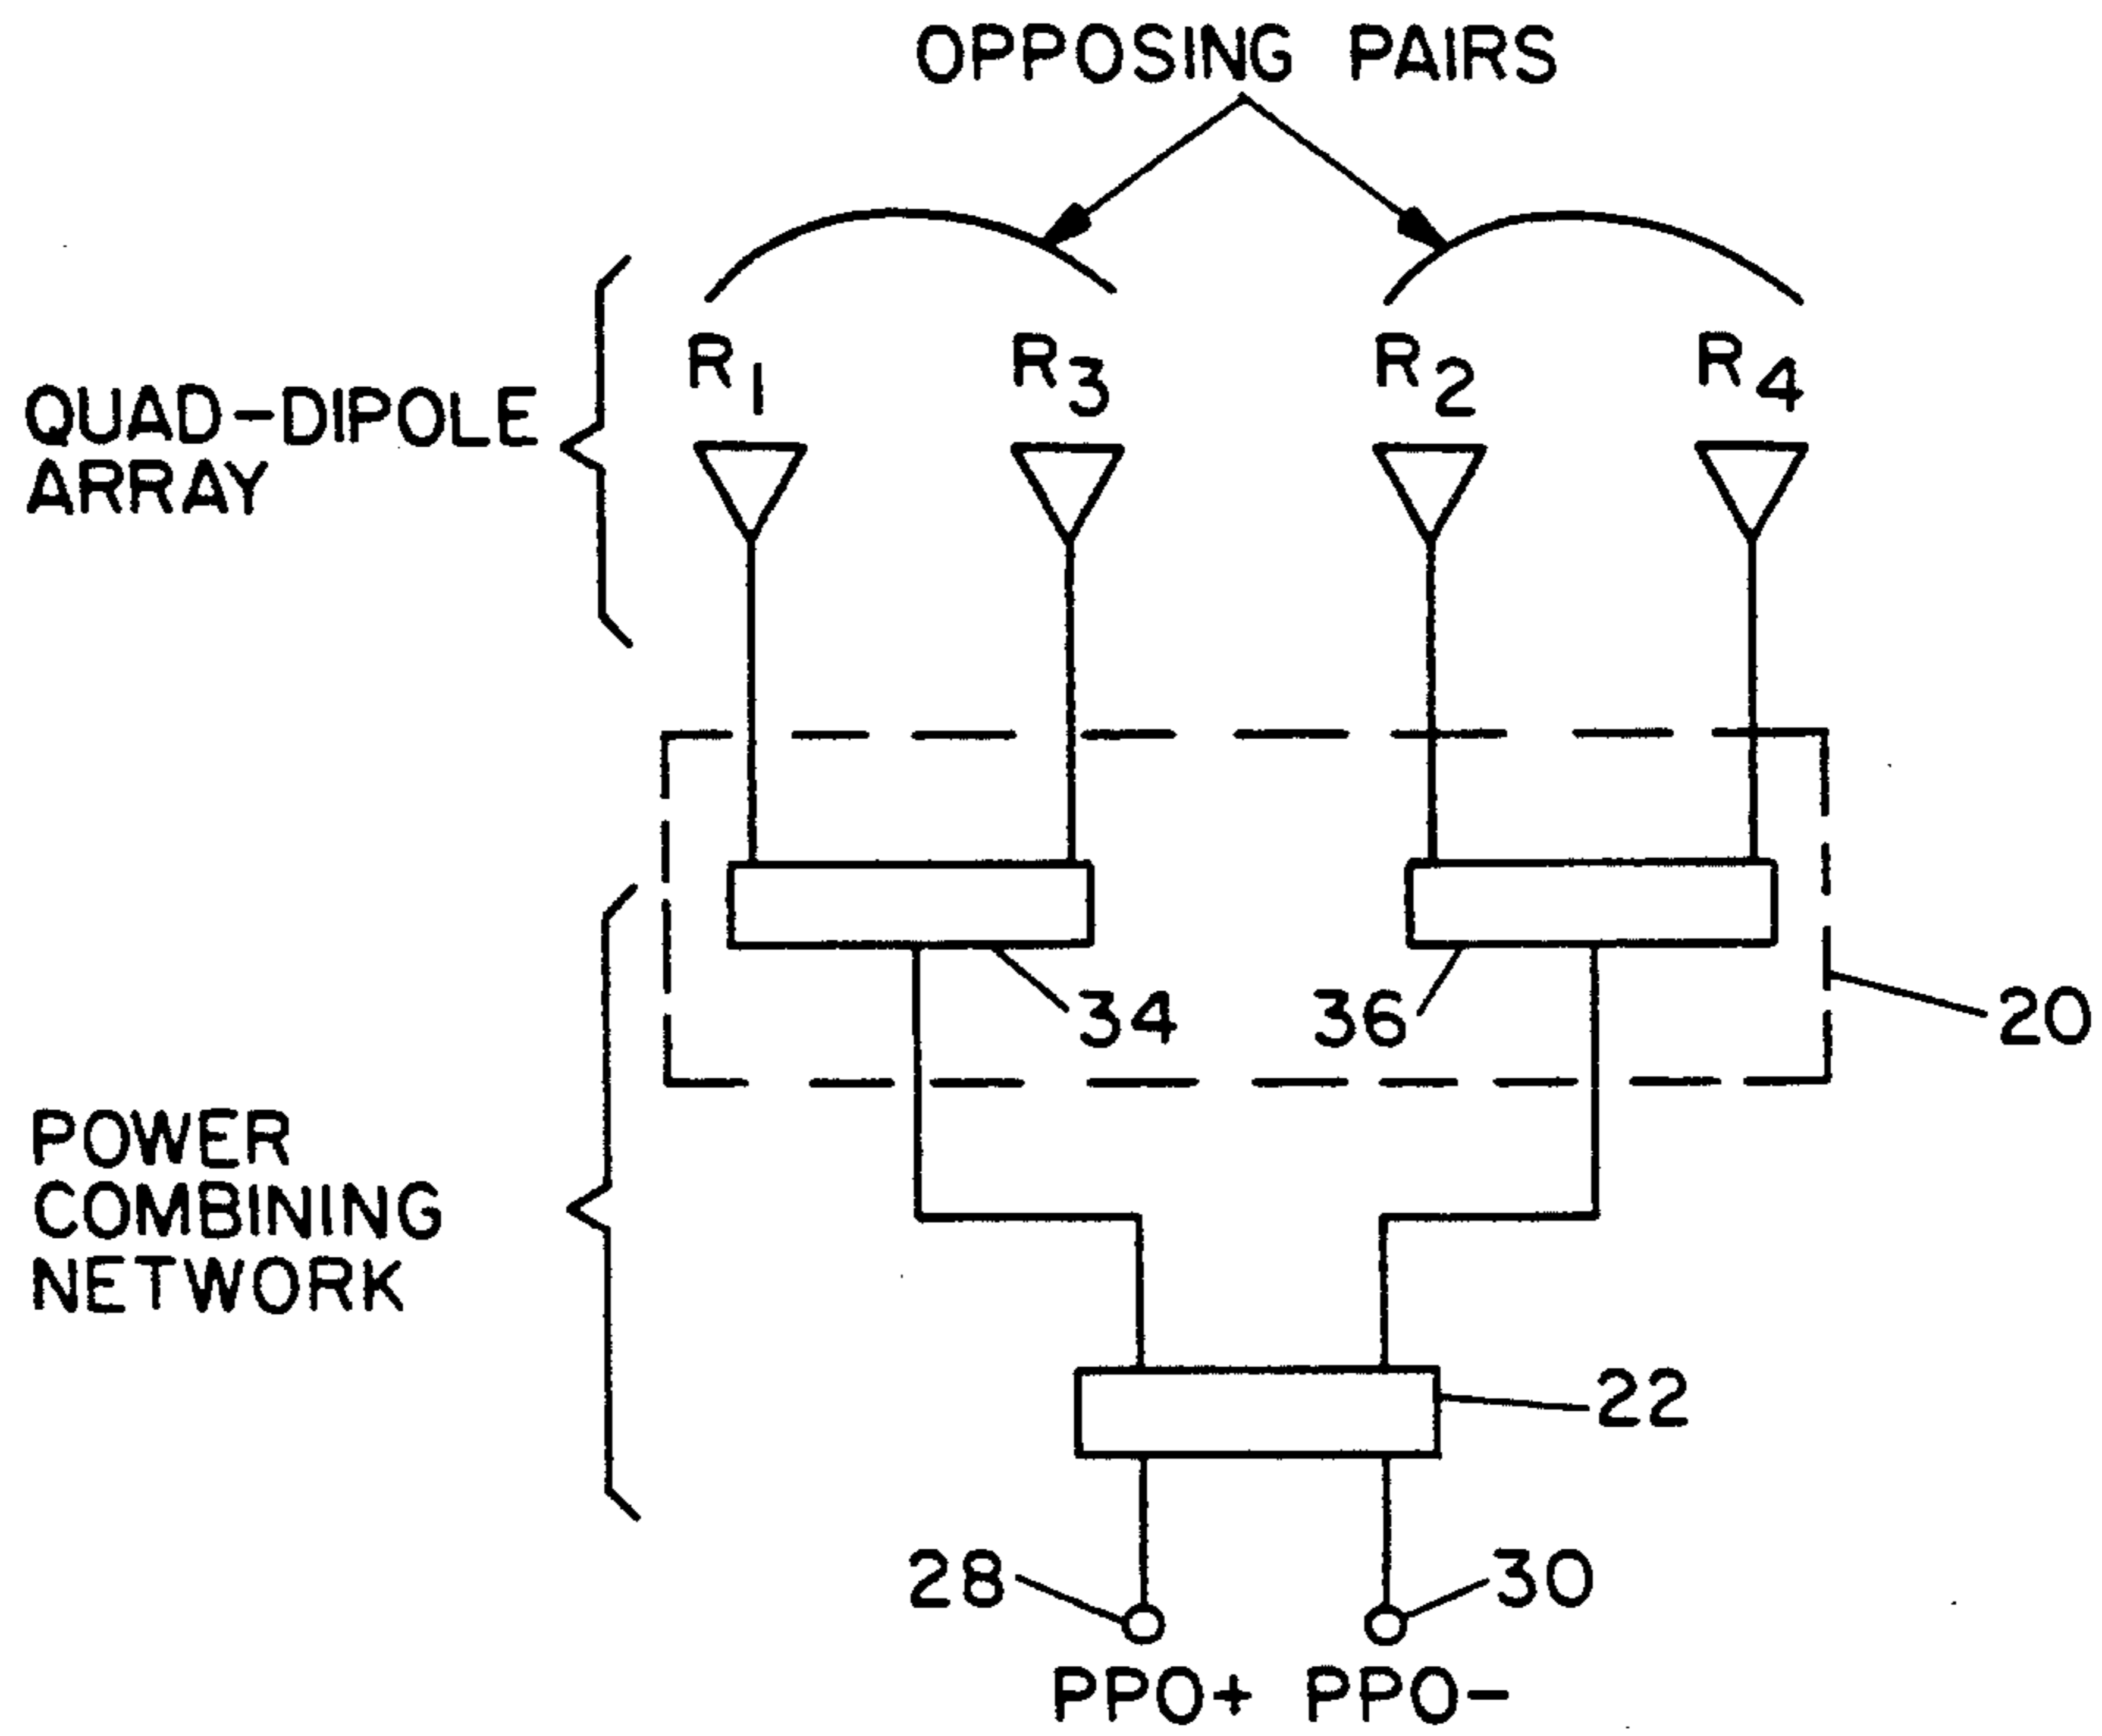 OPPOSING PAIRS
R1 R3 R2 R4
QUAD-DIPOLE
ARRAY
34 36 20
POWER
COMBINING
NETWORK
22
28 30
PPO+ PPO-